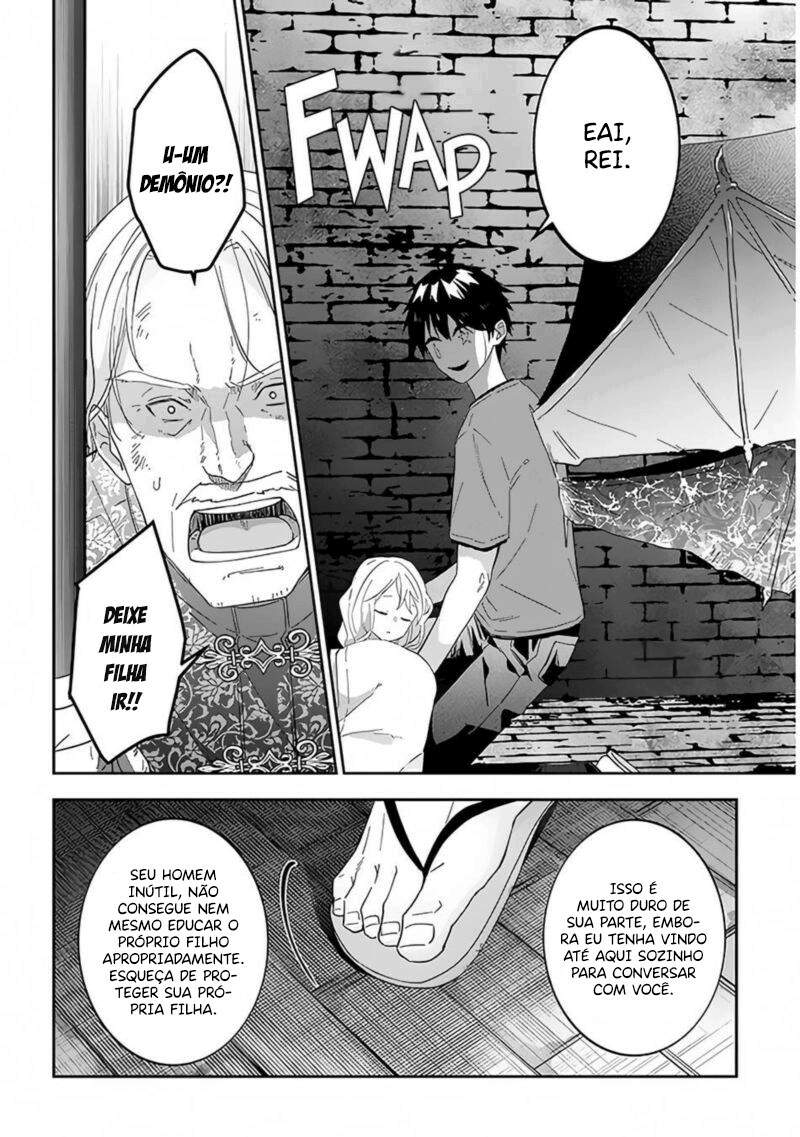 EAI,
REI.
FWAP
U-UM
DEMÔNIO?!
DEIXE
MINHA
FILHA
IR!!
ISSO É
MUITO DURO DE
SUA PARTE, EMBO-
RA EU TENHA VINDO
ATÉ AQUI SOZINHO
PARA CONVERSAR
COM VOCÊ.
SEU HOMEM
INÚTIL, NÃO
CONSEGUE NEM
MESMO EDUCAR O
PRÓPRIO FILHO
APROPRIADAMENTE.
ESQUEÇA DE PRO-
TEGER SUA PRÓ-
PRIA FILHA.